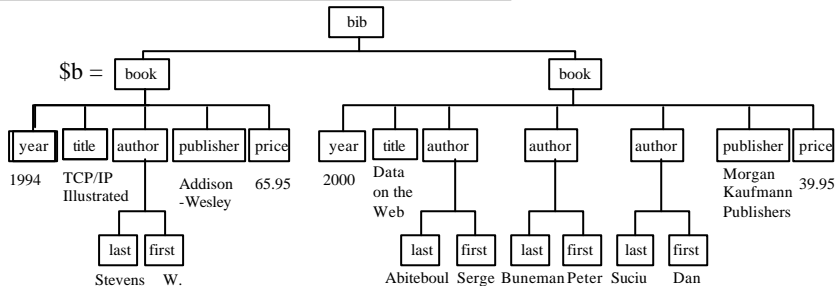 bib
$b = book book
year title author publisher price year title author author author publisher price
1994 TCP/IP Illustrated Addison -Wesley 65.95 2000 Data on the Web Morgan Kaufmann Publishers 39.95
last first last first last first last first
Stevens W. Abiteboul Serge Buneman Peter Suciu Dan